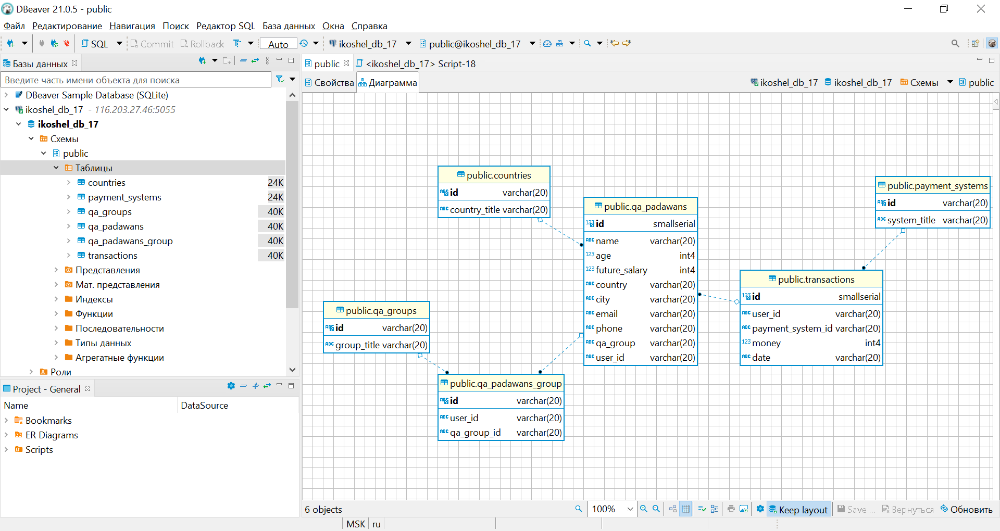 DBeaver 21.0.5 - public
Файл Редактирование Навигация Поиск Редактор SQL База данных Окна Справка
SQL Commit Rollback Auto ikoshel_db_17 public@ikoshel_db_17
Базы данных
Введите часть имени объекта для поиска
DBeaver Sample Database (SQLite)
ikoshel_db_17 - 116.203.27.46:5055
ikoshel_db_17
Схемы
public
Таблицы
countries 24K
payment_systems 24K
qa_groups 40K
qa_padawans 40K
qa_padawans_group 40K
transactions 40K
Представления
Мат. представления
Индексы
Функции
Последовательности
Типы данных
Агрегатные функции
Роли
Project - General
Name DataSource
Bookmarks
ER Diagrams
Scripts
public <ikoshel_db_17> Script-18
Свойства Диаграмма ikoshel_db_17 ikoshel_db_17 Схемы public
public.countries
id varchar(20)
country_title varchar(20)
public.qa_padawans
id smallserial
name varchar(20)
age int4
future_salary int4
country varchar(20)
city varchar(20)
email varchar(20)
phone varchar(20)
qa_group varchar(20)
user_id varchar(20)
public.payment_systems
id varchar(20)
system_title varchar(20)
public.transactions
id smallserial
user_id varchar(20)
payment_system_id varchar(20)
money int4
date varchar(20)
public.qa_groups
id varchar(20)
group_title varchar(20)
public.qa_padawans_group
id varchar(20)
user_id varchar(20)
qa_group_id varchar(20)
6 objects 100% Keep layout Save ... Вернуться Обновить
MSK ru